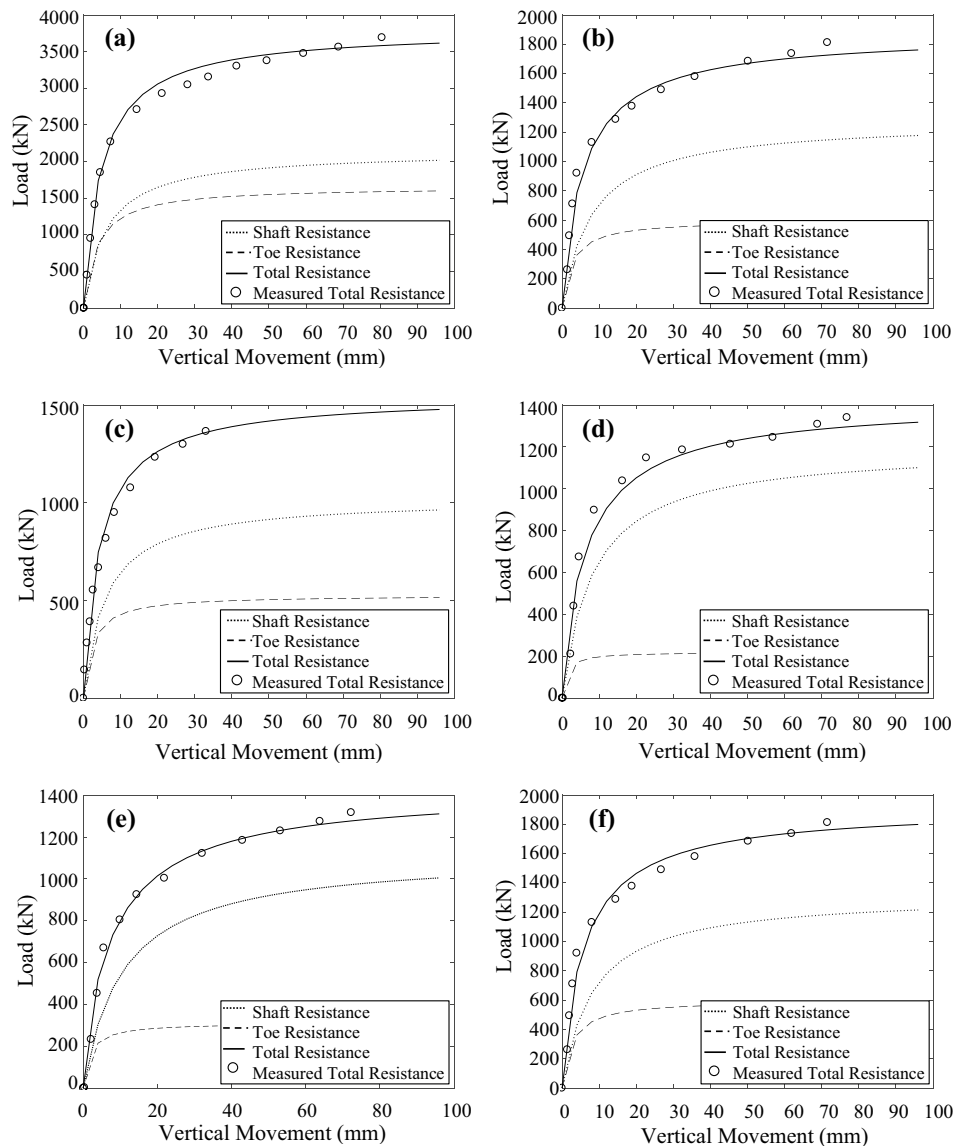 (a)
4000
3500
3000
2500
2000
1500
1000
500
0
Load (kN)
Shaft Resistance
Toe Resistance
Total Resistance
Measured Total Resistance
0 10 20 30 40 50 60 70 80 90 100
Vertical Movement (mm)
(b)
2000
1800
1600
1400
1200
1000
800
600
400
200
0
Load (kN)
Shaft Resistance
Toe Resistance
Total Resistance
Measured Total Resistance
0 10 20 30 40 50 60 70 80 90 100
Vertical Movement (mm)
(c)
1500
1000
500
0
Load (kN)
Shaft Resistance
Toe Resistance
Total Resistance
Measured Total Resistance
0 10 20 30 40 50 60 70 80 90 100
Vertical Movement (mm)
(d)
1400
1200
1000
800
600
400
200
0
Load (kN)
Shaft Resistance
Toe Resistance
Total Resistance
Measured Total Resistance
0 10 20 30 40 50 60 70 80 90 100
Vertical Movement (mm)
(e)
1400
1200
1000
800
600
400
200
0
Load (kN)
Shaft Resistance
Toe Resistance
Total Resistance
Measured Total Resistance
0 20 40 60 80 100
Vertical Movement (mm)
(f)
2000
1800
1600
1400
1200
1000
800
600
400
200
0
Load (kN)
Shaft Resistance
Toe Resistance
Total Resistance
Measured Total Resistance
0 10 20 30 40 50 60 70 80 90 100
Vertical Movement (mm)